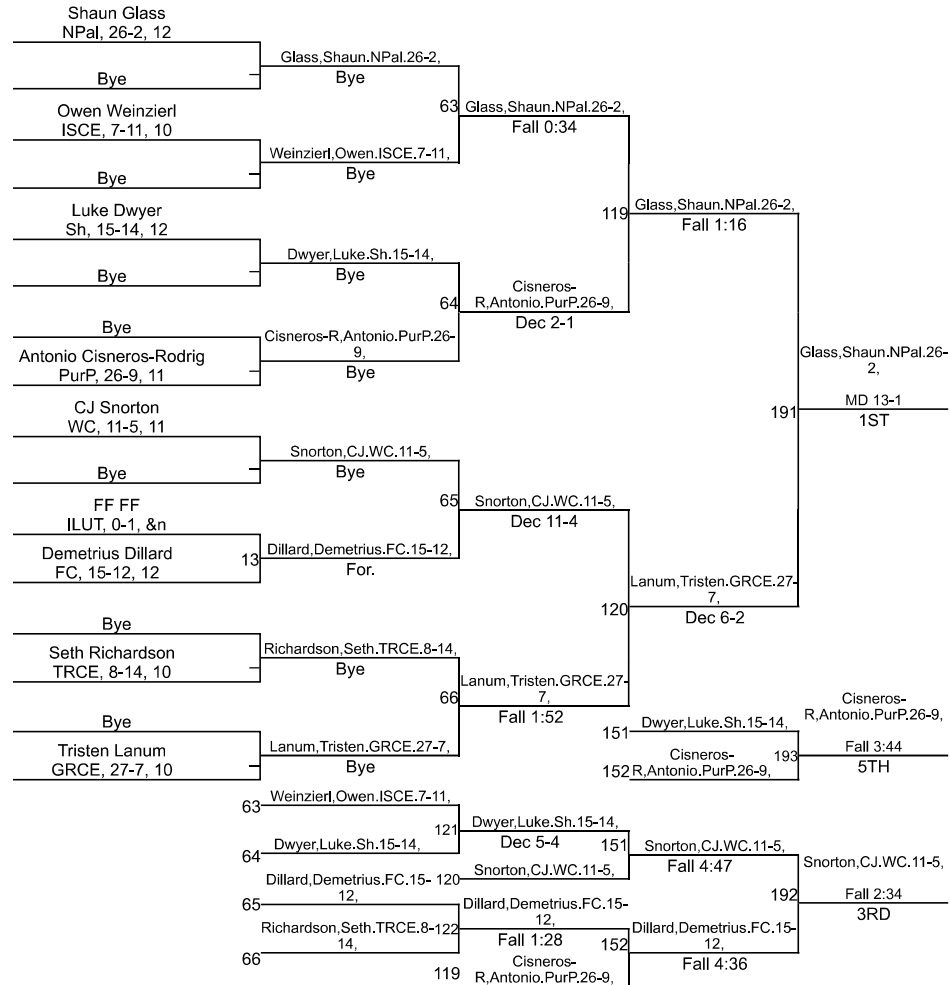 Shaun Glass
NPal, 26-2, 12
Bye
Owen Weinzierl
ISCE, 7-11, 10
Bye
Luke Dwyer
Sh, 15-14, 12
Bye
Bye
Antonio Cisneros-Rodrig
PurP, 26-9, 11
CJ Snorton
WC, 11-5, 11
Bye
FF FF
ILUT, 0-1, &n
Demetrius Dillard
FC, 15-12, 12
Bye
Seth Richardson
TRCE, 8-14, 10
Bye
Tristen Lanum
GRCE, 27-7, 10
Glass,Shaun.NPal.26-2,
Bye
Weinzierl,Owen.ISCE.7-11,
Bye
Dwyer,Luke.Sh.15-14,
Bye
Cisneros-R,Antonio.PurP.26-
9,
Bye
Snorton,CJ.WC.11-5,
Bye
13
Dillard,Demetrius.FC.15-12,
For.
Richardson,Seth.TRCE.8-14,
Bye
Lanum,Tristen.GRCE.27-7,
Bye
63
Glass,Shaun.NPal.26-2,
Fall 0:34
64
Cisneros-
R,Antonio.PurP.26-9,
Dec 2-1
65
Snorton,CJ.WC.11-5,
Dec 11-4
66
Lanum,Tristen.GRCE.27-
7,
Fall 1:52
119
Glass,Shaun.NPal.26-2,
Fall 1:16
120
Lanum,Tristen.GRCE.27-
7,
Dec 6-2
191
Glass,Shaun.NPal.26-
2,
MD 13-1
1ST
151
Dwyer,Luke.Sh.15-14,
152
Cisneros-
R,Antonio.PurP.26-9,
193
Cisneros-
R,Antonio.PurP.26-9,
Fall 3:44
5TH
63
Weinzierl,Owen.ISCE.7-11,
64
Dwyer,Luke.Sh.15-14,
65
Dillard,Demetrius.FC.15-
12,
66
Richardson,Seth.TRCE.8-
14,
121
Dwyer,Luke.Sh.15-14,
Dec 5-4
120
Snorton,CJ.WC.11-5,
122
Dillard,Demetrius.FC.15-
12,
Fall 1:28
119
Cisneros-
R,Antonio.PurP.26-9,
151
Snorton,CJ.WC.11-5,
Fall 4:47
152
Dillard,Demetrius.FC.15-
12,
Fall 4:36
192
Snorton,CJ.WC.11-5,
Fall 2:34
3RD